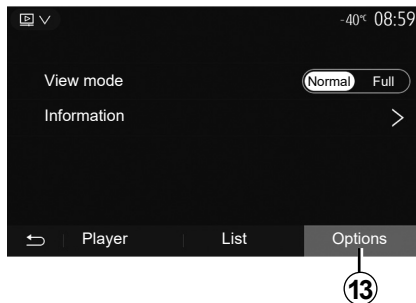 -40°C 08:59
View mode Normal Full
Information
Player List Options
13